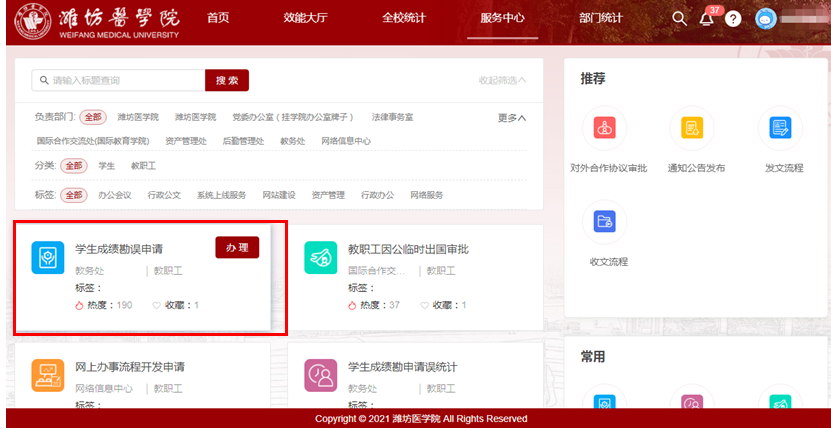 潍坊醫學院
WEIFANG MEDICAL UNIVERSITY
首页 效能大厅 全校统计 服务中心 部门统计 37
请输入标题查询 搜索 收起筛选
负责部门: 全部 潍坊医学院 潍坊医学院 党委办公室（挂学院办公室牌子） 法律事务室 更多
国际合作交流处(国际教育学院) 资产管理处 后勤管理处 教务处 网络信息中心
分类: 全部 学生 教职工
标签: 全部 办公会议 行政公文 系统上线服务 网站建设 资产管理 行政办公 网络服务
学生成绩勘误申请 办理
教务处 | 教职工
标签：
热度：190 收藏：1
教职工因公临时出国审批
国际合作交... | 教职工
标签：
热度：37 收藏：1
网上办事流程开发申请
网络信息中心 | 教职工
标签：
学生成绩勘申请误统计
教务处 | 教职工
标签：
推荐
对外合作协议审批 通知公告发布 发文流程
收文流程
常用
Copyright © 2021 潍坊医学院 All Rights Reserved